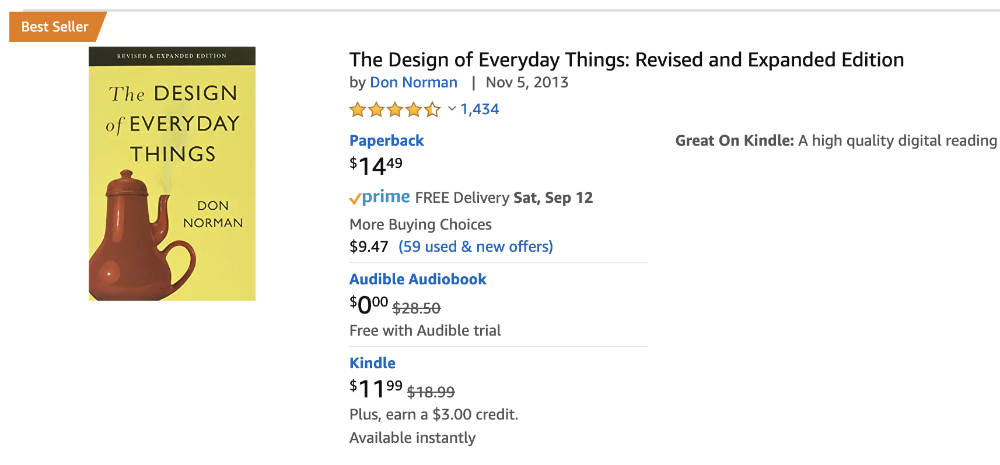 Best Seller
REVISED & EXPANDED EDITION
The DESIGN
of EVERYDAY
THINGS
DON
NORMAN
The Design of Everyday Things: Revised and Expanded Edition
by Don Norman | Nov 5, 2013
1,434
Paperback
$14.49
prime FREE Delivery Sat, Sep 12
More Buying Choices
$9.47 (59 used & new offers)
Audible Audiobook
$0.00 $28.50
Free with Audible trial
Kindle
$11.99 $18.99
Plus, earn a $3.00 credit.
Available instantly
Great On Kindle: A high quality digital reading